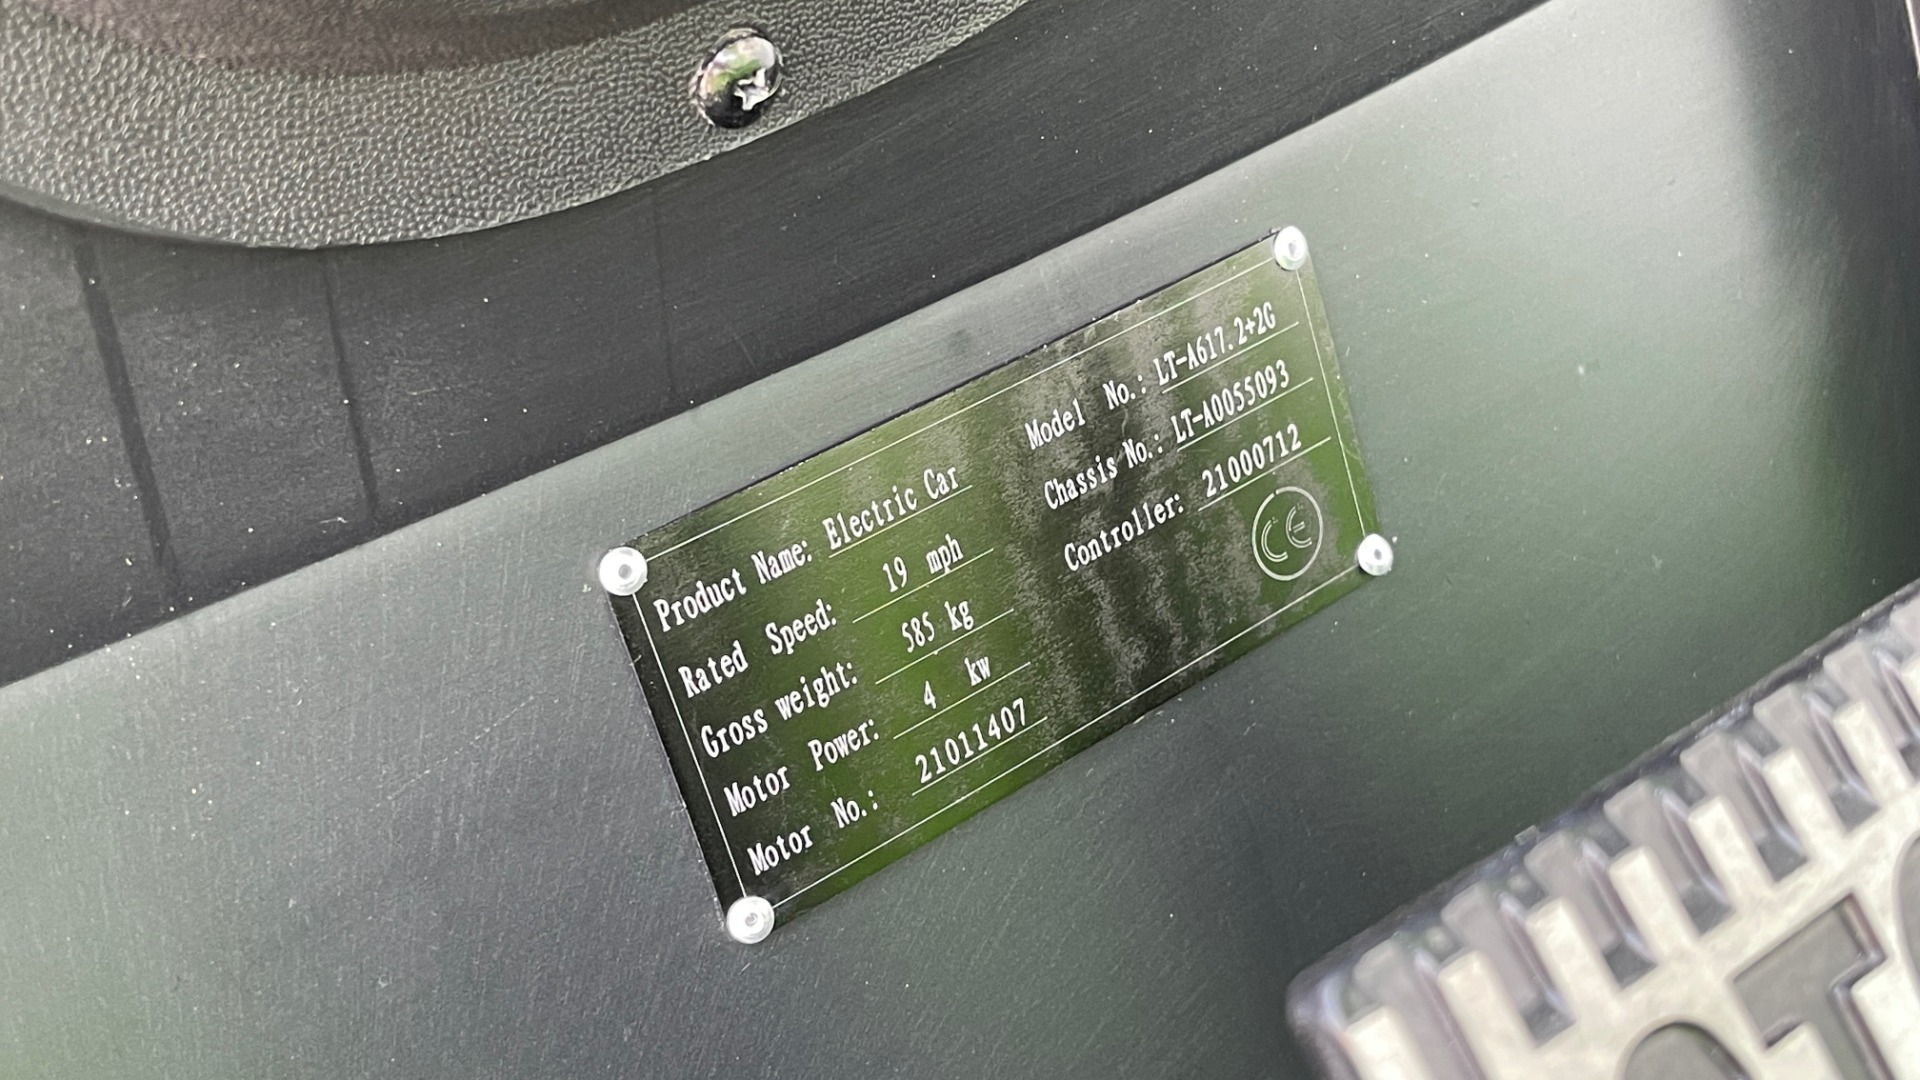 Product Name: Electric Car
Rated Speed: 19 mph
Gross weight: 585 kg
Motor Power: 4 kw
Motor No.: 21011407
Model No.: LT-A617.2+2G
Chassis No.: LT-A0055093
Controller: 21000712
CE